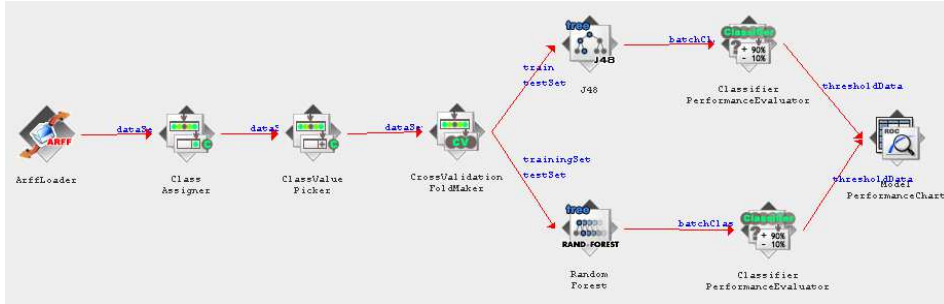 tree
J48
J48
batchCl
Classifier
+ 90%
- 10%
Classifier
PerformanceEvaluator
train
testSet
thresholdData
ARFF
ArffLoader
dataSe
C
Class
Assigner
dataS
C
ClassValue
Picker
dataSe
CV
CrossValidation
FoldMaker
ROC
Model
PerformanceChart
trainingSet
testSet
thresholdData
tree
RAND-FOREST
Random
Forest
batchClas
Classifier
+ 90%
- 10%
Classifier
PerformanceEvaluator